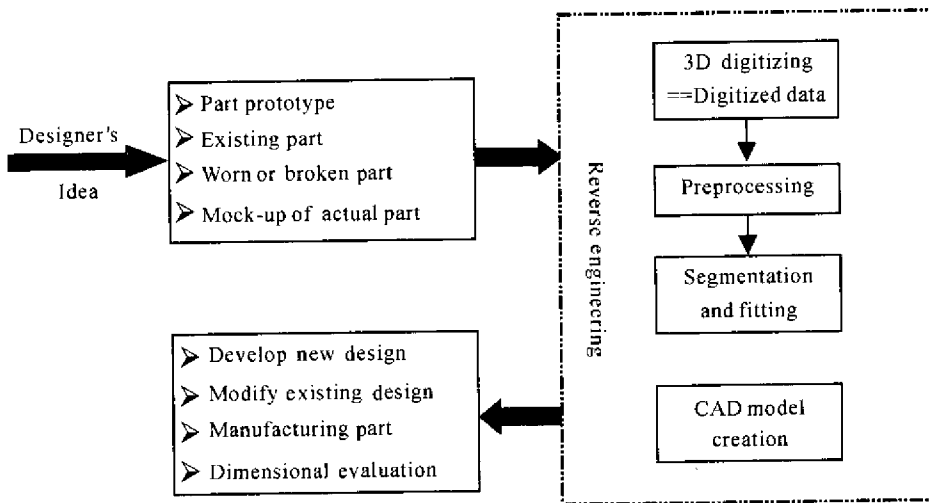 Designer's
Idea
Part prototype
Existing part
Worn or broken part
Mock-up of actual part
Reverse engineering
3D digitizing
==Digitized data
Preprocessing
Segmentation
and fitting
CAD model
creation
Develop new design
Modify existing design
Manufacturing part
Dimensional evaluation